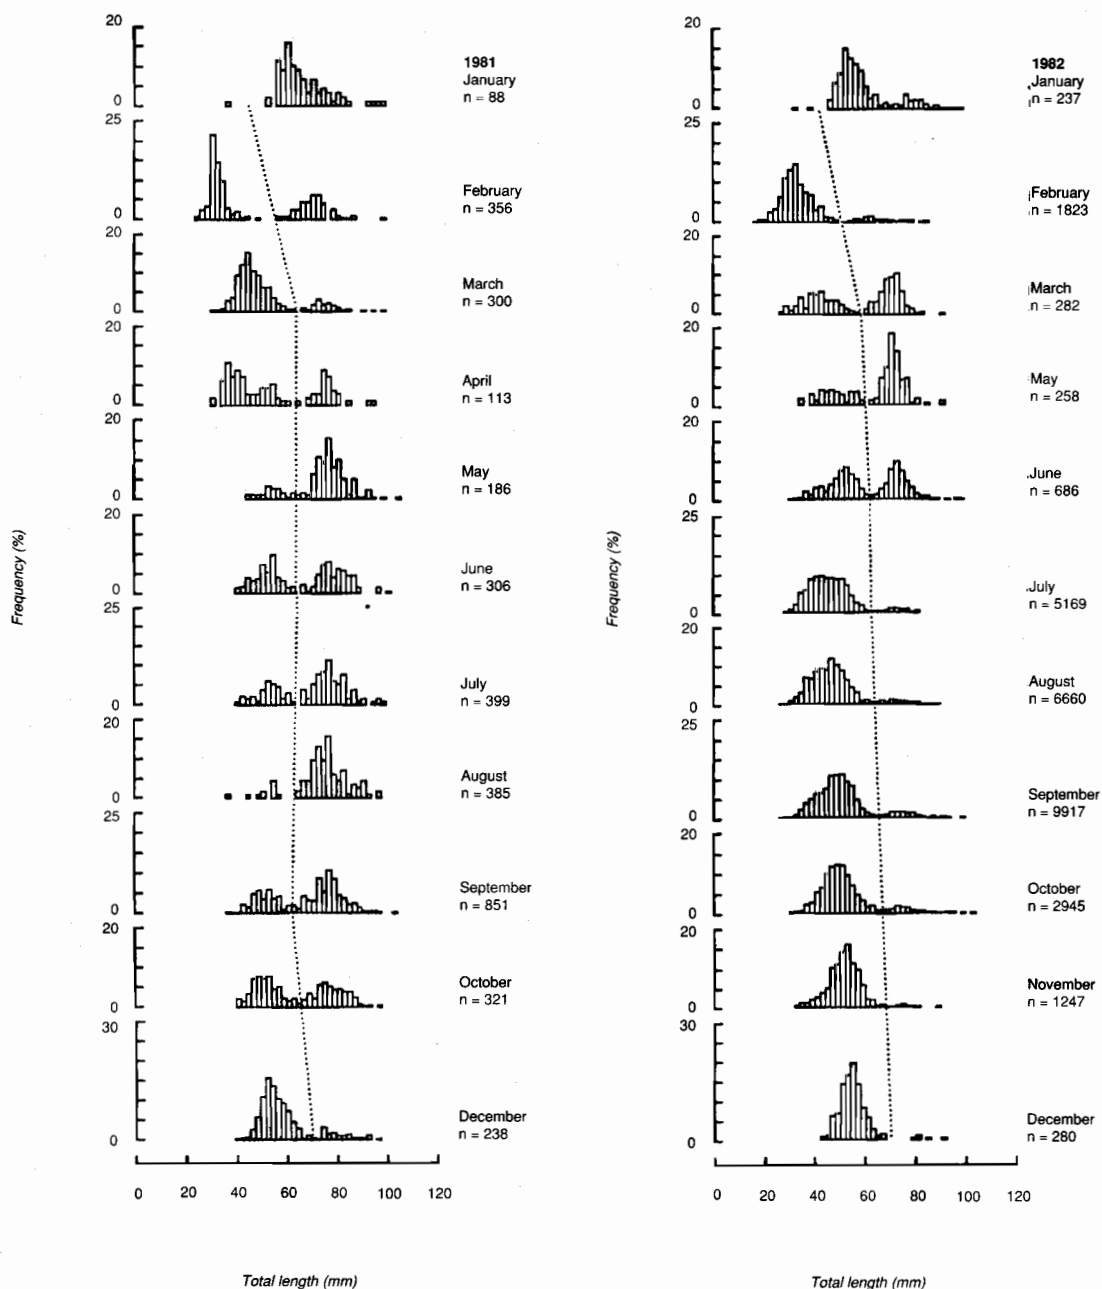 20
0
1981
January
n = 88
25
0
February
n = 356
20
0
March
n = 300
20
0
April
n = 113
20
0
May
n = 186
20
0
June
n = 306
25
0
July
n = 399
20
0
August
n = 385
25
0
September
n = 851
20
0
October
n = 321
30
0
December
n = 238
0 20 40 60 80 100 120
Frequency (%)
Total length (mm)
20
0
1982
January
n = 237
25
0
February
n = 1823
20
0
March
n = 282
20
0
May
n = 258
20
0
June
n = 686
25
0
July
n = 5169
20
0
August
n = 6660
25
0
September
n = 9917
20
0
October
n = 2945
20
0
November
n = 1247
30
0
December
n = 280
0 20 40 60 80 100 120
Frequency (%)
Total length (mm)